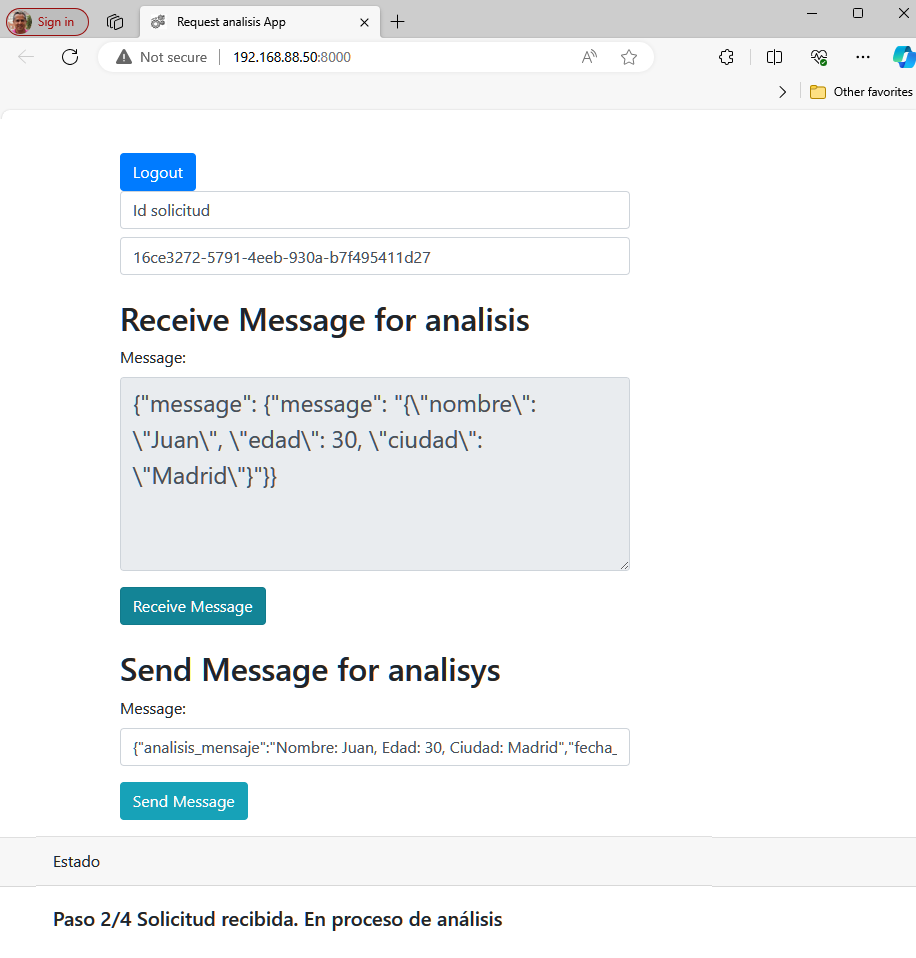 Sign in
Request analisis App
Not secure
192.168.88.50:8000
Other favorites
Logout
Id solicitud
16ce3272-5791-4eeb-930a-b7f495411d27
Receive Message for analisis
Message:
{"message": {"message": "{\"nombre\":
\"Juan\", \"edad\": 30, \"ciudad\":
\"Madrid\"}"}}
Receive Message
Send Message for analisys
Message:
{"analisis_mensaje":"Nombre: Juan, Edad: 30, Ciudad: Madrid","fecha_
Send Message
Estado
Paso 2/4 Solicitud recibida. En proceso de análisis